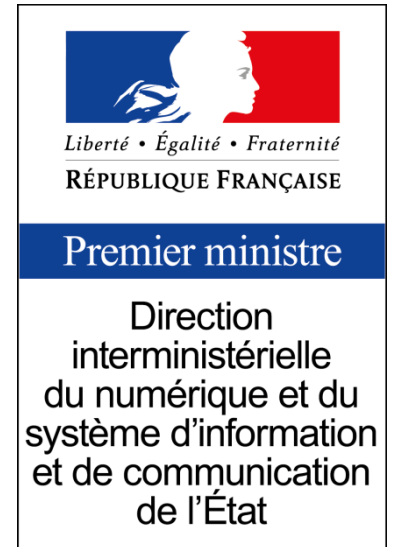 Liberté • Égalité • Fraternité
RÉPUBLIQUE FRANÇAISE
Premier ministre
Direction
interministérielle
du numérique et du
système d'information
et de communication
de l'État